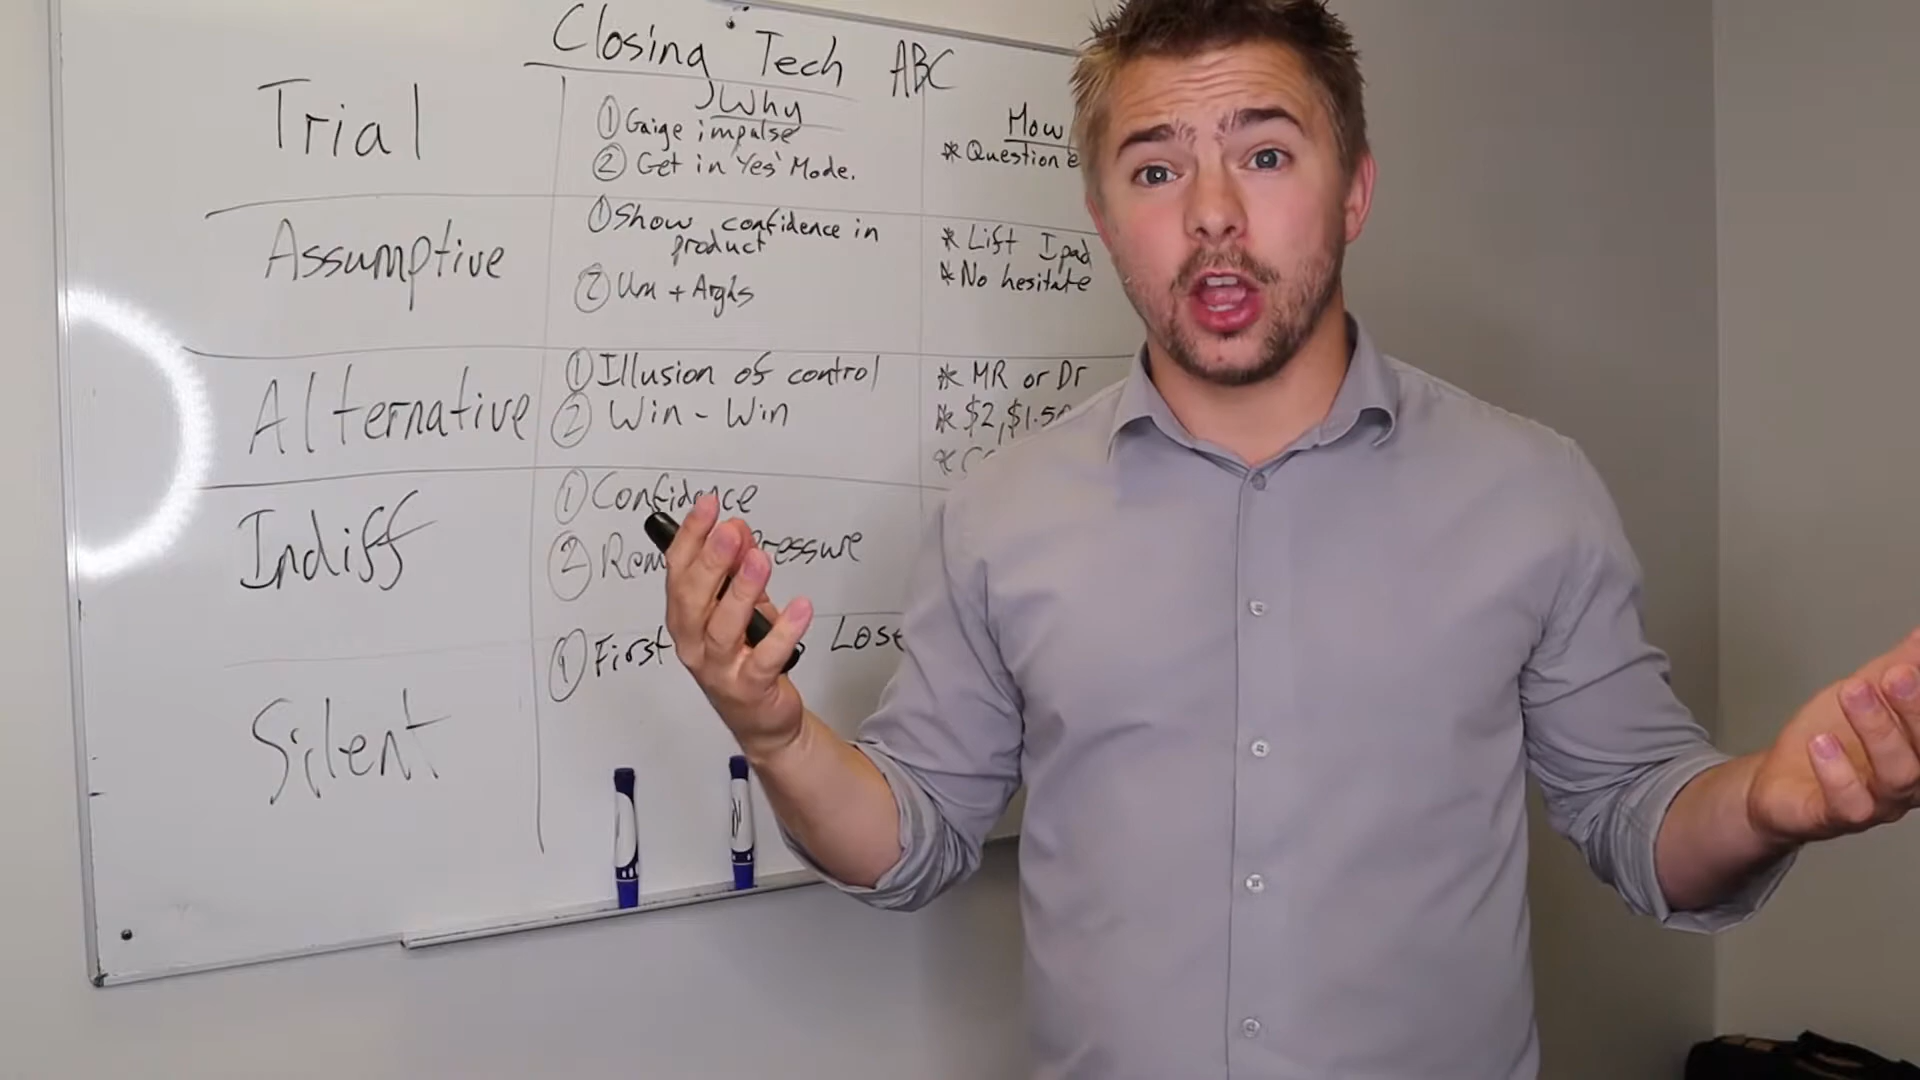 Closing Tech ABC
Trial
Why
① Gaige impulse
② Get in 'Yes' Mode.
How
* Question
Assumptive
① Show confidence in
product
② Um + Arghs
* Lift Ipad
* No hesitate
Alternative
① Illusion of control
② Win - Win
* MR or Dr
* $2, $1.50
Indiff
① Confidence
② Pressure
Silent
① First Lose